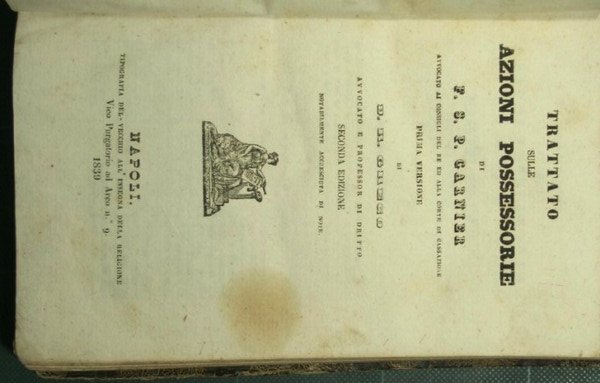 TRATTATO
SULLE
AZIONI POSSESSORIE
DI
F. S. P. GARNIER
AVVOCATO AI CONSIGLI DEL RE ED ALLA CORTE DI CASSAZIONE
PRIMA VERSIONE
DI
AVVOCATO E PROFESSOR DI DRITTO
SECONDA EDIZIONE
NOTABILMENTE ACCRESCIUTA DI NOTE.
NAPOLI.
TIPOGRAFIA DEL VECCHIO ALL' INSEGNA DELLA RELIGIONE
Vico Purgatorio ad Arco n.° 9.
1839